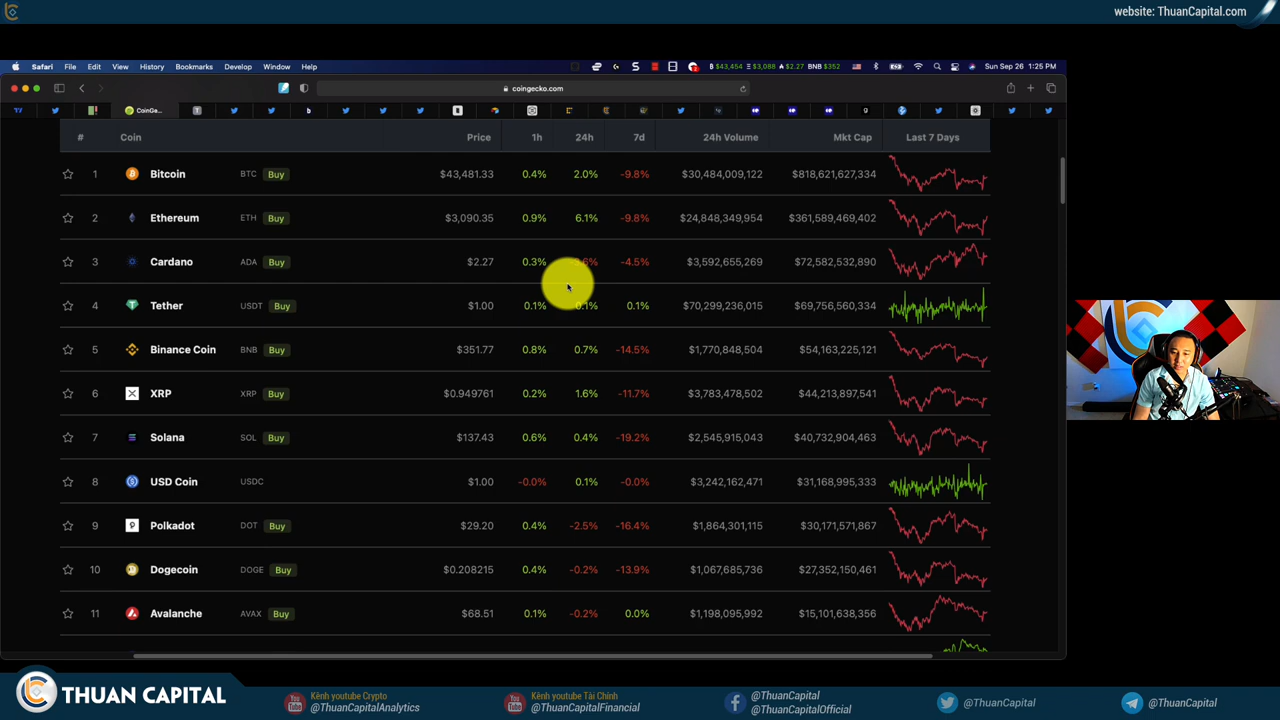 website: ThuanCapital.com
Safari File Edit View History Bookmarks Develop Window Help
฿ $43,454 Ξ $3,088 ₳ $2.27 BNB $352
Sun Sep 26 1:25 PM
coingecko.com
TV CoinGe...
# Coin Price 1h 24h 7d 24h Volume Mkt Cap Last 7 Days
1 Bitcoin BTC Buy $43,481.33 0.4% 2.0% -9.8% $30,484,009,122 $818,621,627,334
2 Ethereum ETH Buy $3,090.35 0.9% 6.1% -9.8% $24,848,349,954 $361,589,469,402
3 Cardano ADA Buy $2.27 0.3% -4.5% $3,592,655,269 $72,582,532,890
4 Tether USDT Buy $1.00 0.1% 0.1% 0.1% $70,299,236,015 $69,756,560,334
5 Binance Coin BNB Buy $351.77 0.8% 0.7% -14.5% $1,770,848,504 $54,163,225,121
6 XRP XRP Buy $0.949761 0.2% 1.6% -11.7% $3,783,478,502 $44,213,897,541
7 Solana SOL Buy $137.43 0.6% 0.4% -19.2% $2,545,915,043 $40,732,904,463
8 USD Coin USDC $1.00 -0.0% 0.1% -0.0% $3,242,162,471 $31,168,995,333
9 Polkadot DOT Buy $29.20 0.4% -2.5% -16.4% $1,864,301,115 $30,171,571,867
10 Dogecoin DOGE Buy $0.208215 0.4% -0.2% -13.9% $1,067,685,736 $27,352,150,461
11 Avalanche AVAX Buy $68.51 0.1% -0.2% 0.0% $1,198,095,992 $15,101,638,356
THUAN CAPITAL
Kênh youtube Crypto
@ThuanCapitalAnalytics
Kênh youtube Tài Chính
@ThuanCapitalFinancial
@ThuanCapital
@ThuanCapitalOfficial
@ThuanCapital
@ThuanCapital